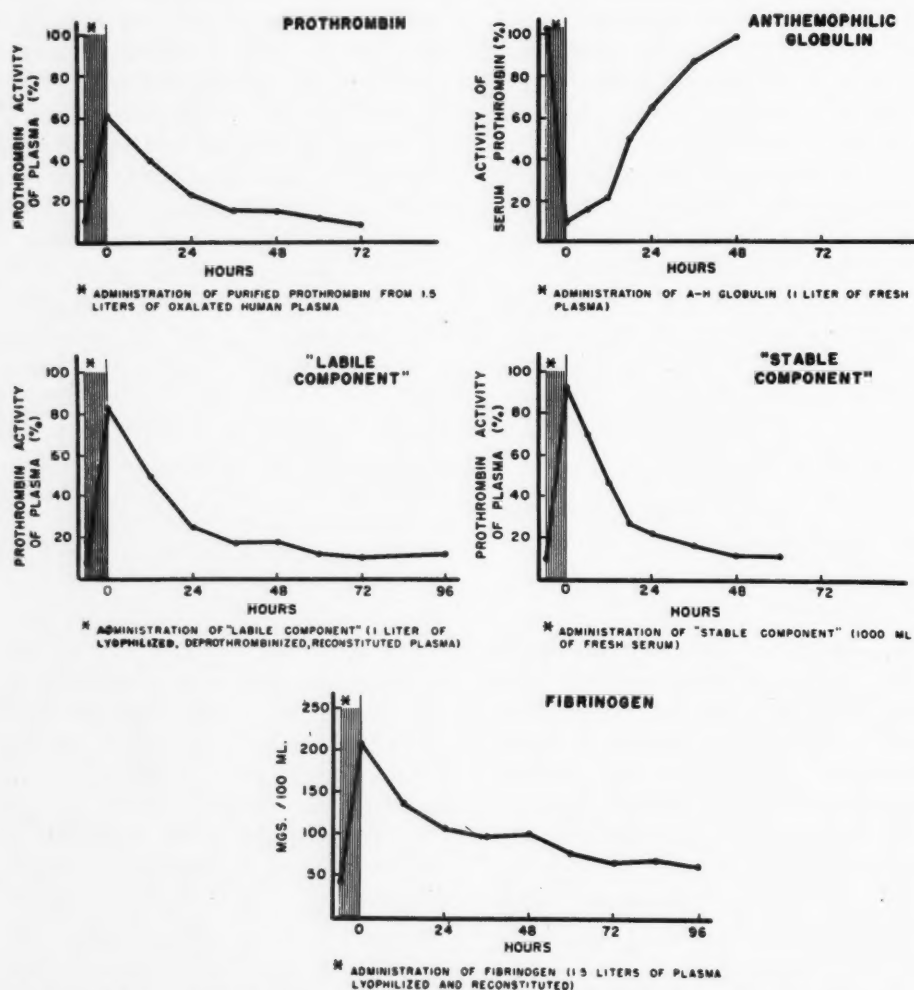 PROTHROMBIN
*
100
80
60
40
20
PROTHROMBIN ACTIVITY
OF PLASMA (%)
0 24 48 72
HOURS
* ADMINISTRATION OF PURIFIED PROTHROMBIN FROM 1.5
LITERS OF OXALATED HUMAN PLASMA
ANTIHEMOPHILIC
GLOBULIN
*
100
80
60
40
20
ACTIVITY OF
SERUM PROTHROMBIN (%)
0 24 48 72
HOURS
* ADMINISTRATION OF A-H GLOBULIN (1 LITER OF FRESH
PLASMA)
"LABILE
COMPONENT"
*
100
80
60
40
20
PROTHROMBIN ACTIVITY
OF PLASMA (%)
0 24 48 72 96
HOURS
* ADMINISTRATION OF "LABILE COMPONENT" (1 LITER OF
LYOPHILIZED, DEPROTHROMBINIZED, RECONSTITUTED PLASMA)
"STABLE
COMPONENT"
*
100
80
60
40
20
PROTHROMBIN ACTIVITY
OF PLASMA (%)
0 24 48 72
HOURS
* ADMINISTRATION OF "STABLE COMPONENT" (1000 ML
OF FRESH SERUM)
FIBRINOGEN
*
250
200
150
100
50
MGS. /100 ML.
0 24 48 72 96
HOURS
* ADMINISTRATION OF FIBRINOGEN (1.5 LITERS OF PLASMA
LYOPHILIZED AND RECONSTITUTED)